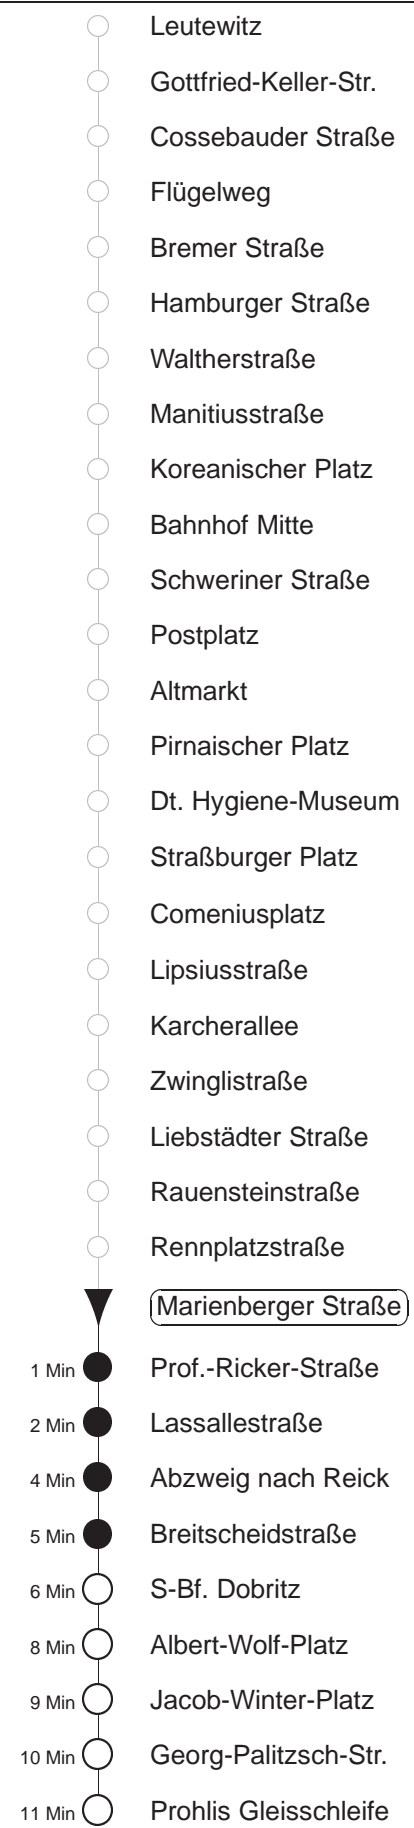 Leutewitz
Gottfried-Keller-Str.
Cossebauder Straße
Flügelweg
Bremer Straße
Hamburger Straße
Waltherstraße
Manitiusstraße
Koreanischer Platz
Bahnhof Mitte
Schweriner Straße
Postplatz
Altmarkt
Pirnaischer Platz
Dt. Hygiene-Museum
Straßburger Platz
Comeniusplatz
Lipsiusstraße
Karcherallee
Zwinglistraße
Liebstädter Straße
Rauensteinstraße
Rennplatzstraße
Marienberger Straße
1 Min Prof.-Ricker-Straße
2 Min Lassallestraße
4 Min Abzweig nach Reick
5 Min Breitscheidstraße
6 Min S-Bf. Dobritz
8 Min Albert-Wolf-Platz
9 Min Jacob-Winter-Platz
10 Min Georg-Palitzsch-Str.
11 Min Prohlis Gleisschleife